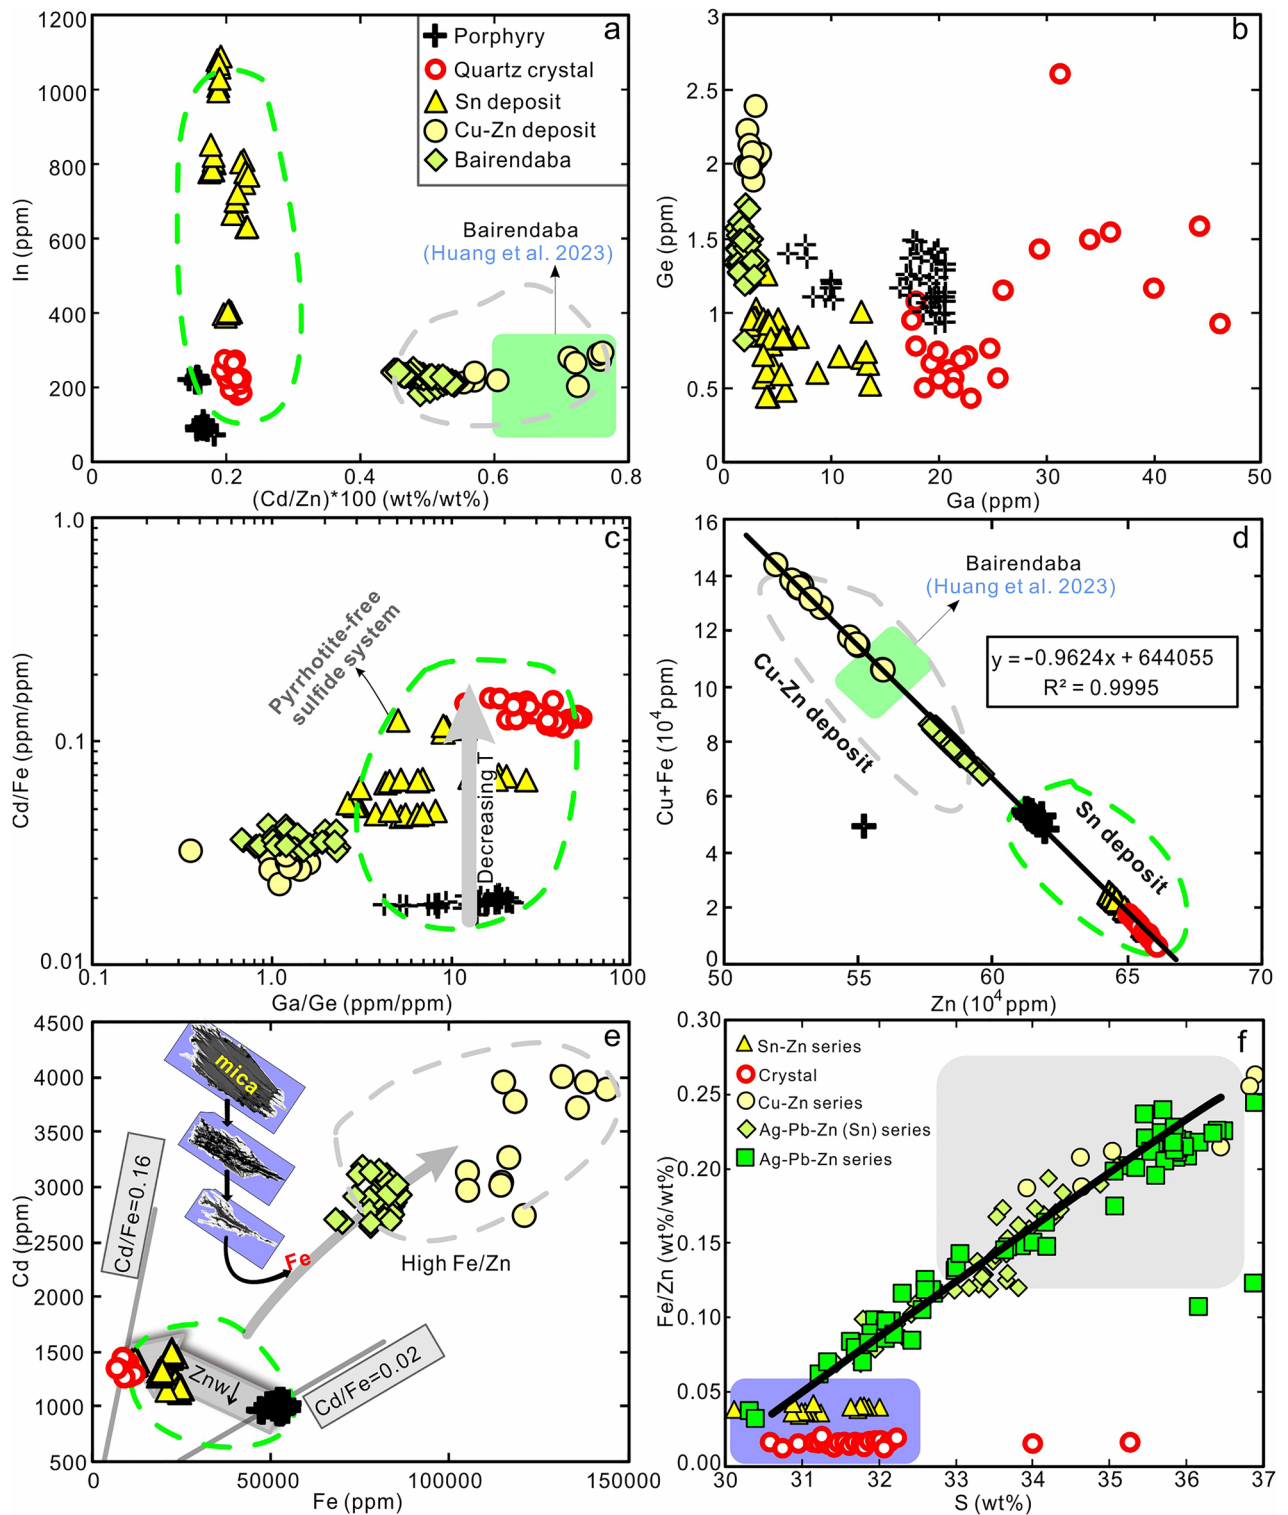 a
1200
1000
800
600
400
200
0
In (ppm)
0
0.2
0.4
0.6
0.8
(Cd/Zn)*100 (wt%/wt%)
Porphyry
Quartz crystal
Sn deposit
Cu-Zn deposit
Bairendaba
Bairendaba
(Huang et al. 2023)
b
3
2.5
2
1.5
1
0.5
0
Ge (ppm)
0
10
20
30
40
50
Ga (ppm)
c
1.0
0.1
0.01
Cd/Fe (ppm/ppm)
0.1
1.0
10
100
Ga/Ge (ppm/ppm)
Pyrrhotite-free
sulfide system
Decreasing T
d
16
14
12
10
8
6
4
2
0
Cu+Fe (10⁴ppm)
50
55
60
65
70
Zn (10⁴ppm)
Bairendaba
(Huang et al. 2023)
y = -0.9624x + 644055
R² = 0.9995
Cu-Zn deposit
Sn deposit
e
4500
4000
3500
3000
2500
2000
1500
1000
500
Cd (ppm)
0
50000
100000
150000
Fe (ppm)
mica
Cd/Fe=0.16
Fe
High Fe/Zn
Znw↓
Cd/Fe=0.02
f
0.30
0.25
0.20
0.15
0.10
0.05
0.00
Fe/Zn (wt%/wt%)
30
31
32
33
34
35
36
37
S (wt%)
Sn-Zn series
Crystal
Cu-Zn series
Ag-Pb-Zn (Sn) series
Ag-Pb-Zn series